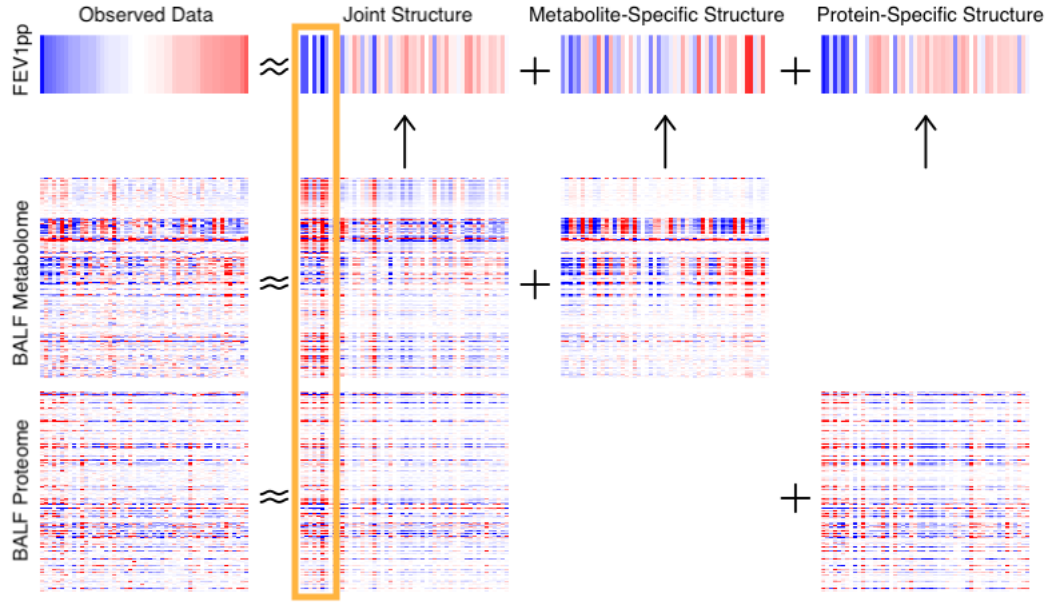 Observed Data
Joint Structure
Metabolite-Specific Structure
Protein-Specific Structure
FEV1pp
≈
+
+
BALF Metabolome
≈
+
BALF Proteome
≈
+